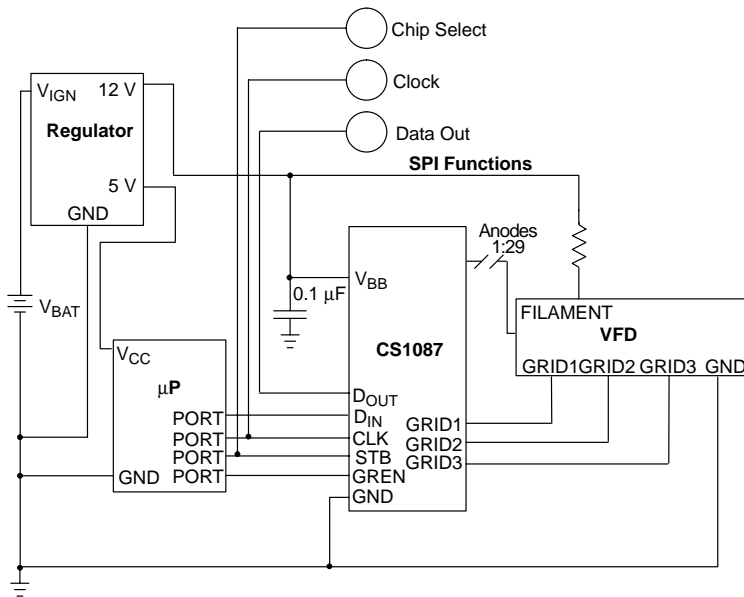 Chip Select
Clock
Data Out
SPI Functions
VIGN
12 V
Regulator
5 V
GND
VBAT
Anodes
1:29
VBB
0.1 μF
CS1087
FILAMENT
VFD
GRID1
GRID2
GRID3
GND
VCC
μP
PORT
PORT
PORT
PORT
GND
DOUT
DIN
CLK
STB
GREN
GND
GRID1
GRID2
GRID3